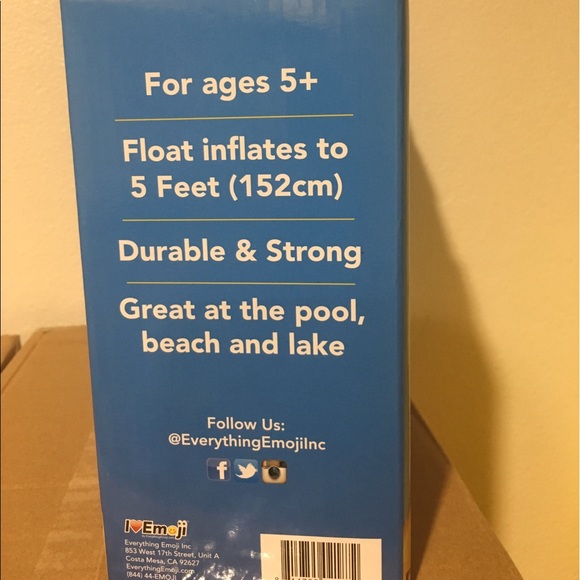 For ages 5+
Float inflates to
5 Feet (152cm)
Durable & Strong
Great at the pool,
beach and lake
Follow Us:
@EverythingEmojiInc
I Emoji
Everything Emoji Inc
853 West 17th Street, Unit A
Costa Mesa, CA 92627
EverythingEmoji.com
(844) 44-EMOJI